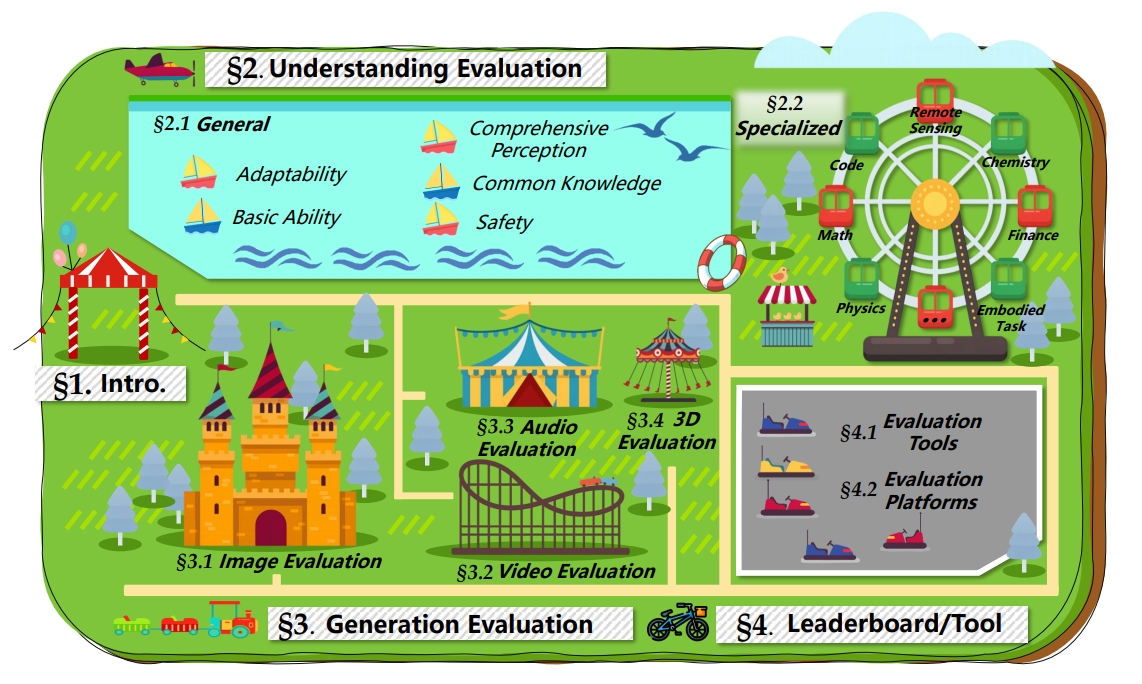 §2. Understanding Evaluation
§2.1 General
Adaptability
Basic Ability
Comprehensive
Perception
Common Knowledge
Safety
§2.2
Specialized
Remote
Sensing
Code
Chemistry
Math
Finance
Physics
Embodied
Task
•••
§1. Intro.
§3.1 Image Evaluation
§3.3 Audio
Evaluation
§3.4 3D
Evaluation
§3.2 Video Evaluation
§4.1 Evaluation
Tools
§4.2 Evaluation
Platforms
§3. Generation Evaluation
§4. Leaderboard/Tool